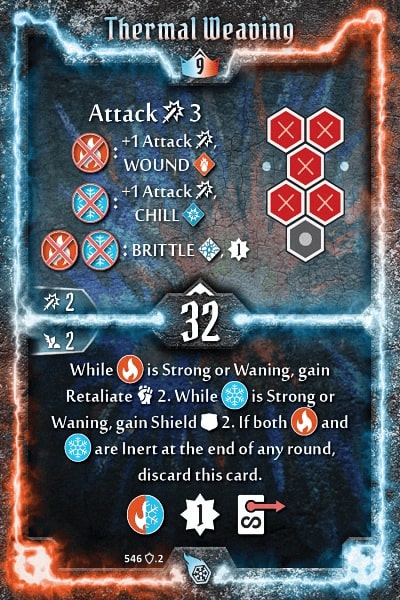 Thermal Weaving
9
Attack 3
: +1 Attack ,
WOUND
: +1 Attack ,
CHILL
: BRITTLE , 1
2
32
2
While is Strong or Waning, gain
Retaliate 2. While is Strong or
Waning, gain Shield 2. If both and
are Inert at the end of any round,
discard this card.
1 S
546 .2